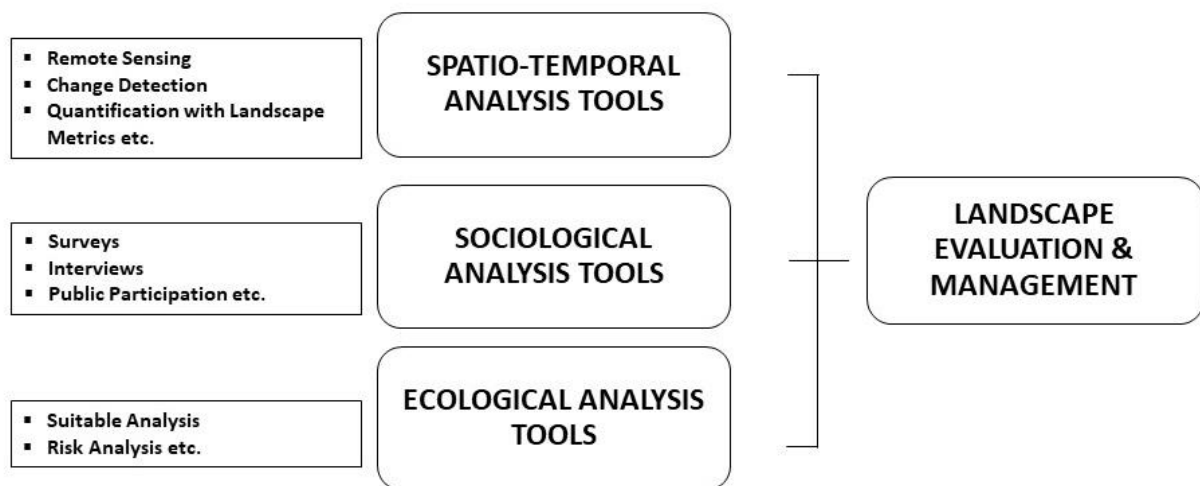 ▪ Remote Sensing
▪ Change Detection
▪ Quantification with Landscape
Metrics etc.
SPATIO-TEMPORAL
ANALYSIS TOOLS
▪ Surveys
▪ Interviews
▪ Public Participation etc.
SOCIOLOGICAL
ANALYSIS TOOLS
▪ Suitable Analysis
▪ Risk Analysis etc.
ECOLOGICAL ANALYSIS
TOOLS
LANDSCAPE
EVALUATION &
MANAGEMENT